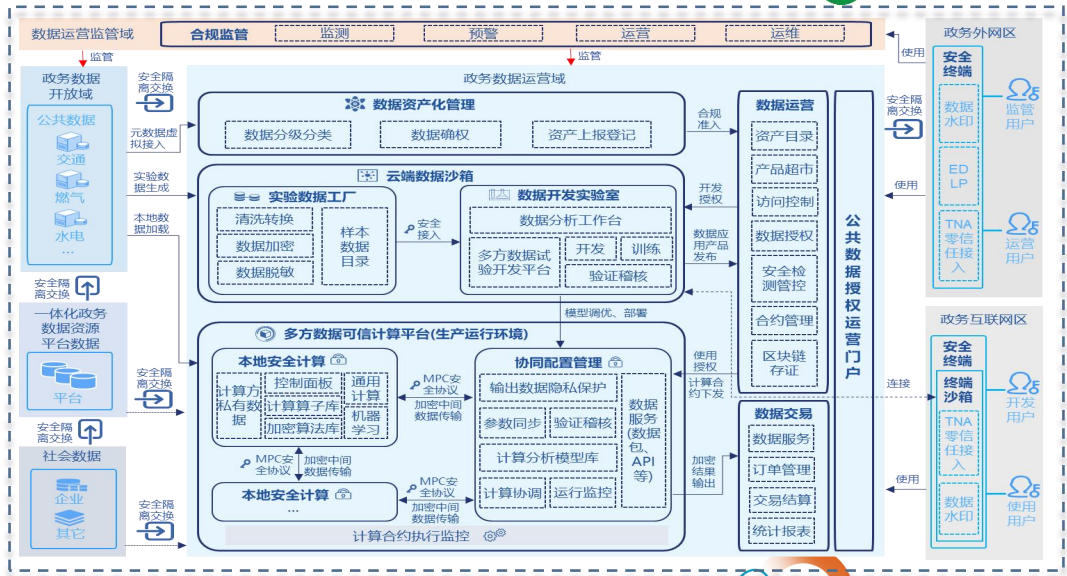 数据运营监管域
合规监管
监测
预警
运营
运维
监管
监管
使用
政务数据
开放域
公共数据
交通
燃气
水电
...
安全隔
离交换
元数据虚
拟接入
实验数
据生成
本地数
据加载
安全隔
离交换
一体化政务
数据资源
平台数据
平台
安全隔
离交换
安全隔
离交换
社会数据
企业
其它
安全隔
离交换
政务数据运营域
数据资产化管理
数据分级分类
数据确权
资产上报登记
合规
准入
云端数据沙箱
实验数据工厂
清洗转换
数据加密
数据脱敏
样本
数据
目录
安全
接入
数据开发实验室
数据分析工作台
多方数据试
验开发平台
开发
训练
验证稽核
开发
授权
数据应
用产品
发布
模型调优、部署
多方数据可信计算平台(生产运行环境)
本地安全计算
计算方
私有数
据
控制面板
计算算子库
加密算法库
通用
计算
机器
学习
MPC安
全协议
加密中间
数据传输
MPC安
全协议
加密中间
数据传输
本地安全计算
...
MPC安
全协议
加密中间
数据传输
协同配置管理
输出数据隐私保护
参数同步
验证稽核
计算分析模型库
计算协调
运行监控
数据
服务
(数据
包、
API
等)
计算合约执行监控
使用
授权
计算合
约下发
加密
结果
输出
数据运营
资产目录
产品超市
访问控制
数据授权
安全检
测管控
合约管理
区块链
存证
数据交易
数据服务
订单管理
交易结算
统计报表
公
共
数
据
授
权
运
营
门
户
安全隔
离交换
使用
连接
使用
政务外网区
安全
终端
数据
水印
ED
LP
TNA
零信
任接
入
监管
用户
运营
用户
政务互联网区
安全
终端
终端
沙箱
TNA
零信
任接
入
数据
水印
开发
用户
使用
用户